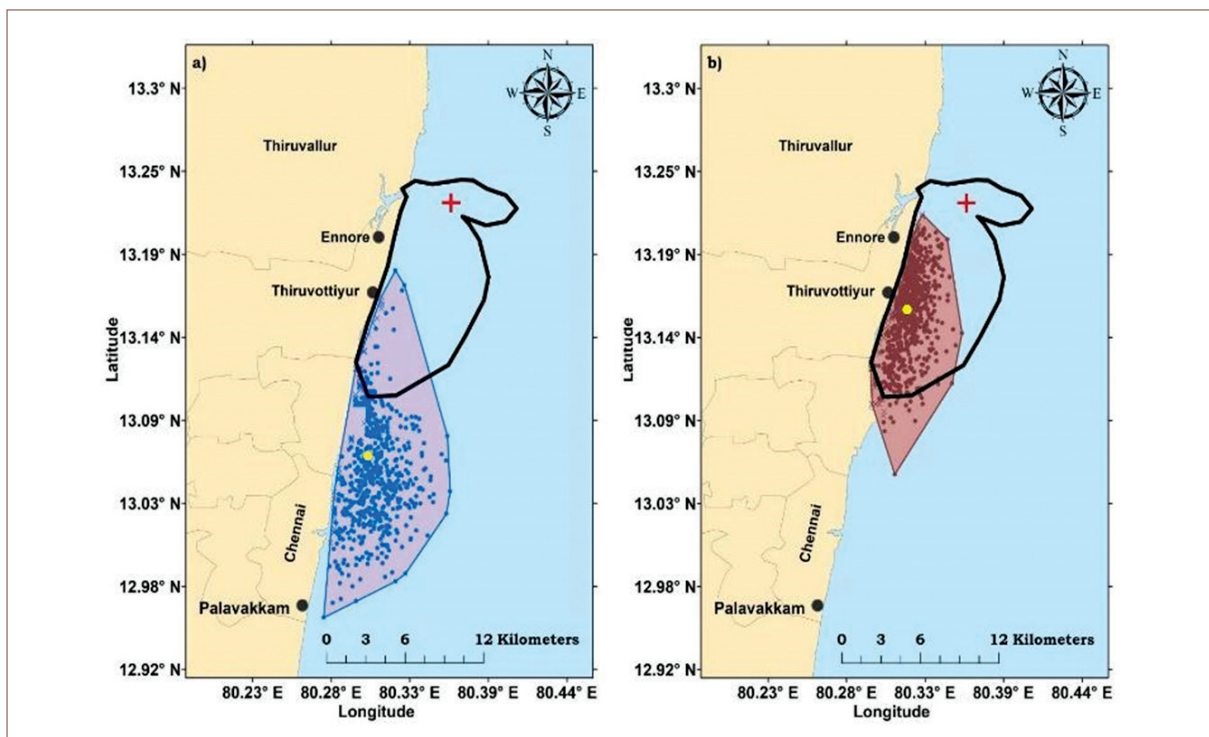 a)
N
W E
S
13.3° N
Thiruvallur
13.25° N
Ennore
13.19° N
Thiruvottiyur
13.14° N
Latitude
13.09° N
13.03° N
Chennai
12.98° N
Palavakkam
0 3 6 12 Kilometers
12.92° N
80.23° E 80.28° E 80.33° E 80.39° E 80.44° E
Longitude
b)
N
W E
S
13.3° N
Thiruvallur
13.25° N
Ennore
13.19° N
Thiruvottiyur
13.14° N
Latitude
13.09° N
13.03° N
Chennai
12.98° N
Palavakkam
0 3 6 12 Kilometers
12.92° N
80.23° E 80.28° E 80.33° E 80.39° E 80.44° E
Longitude